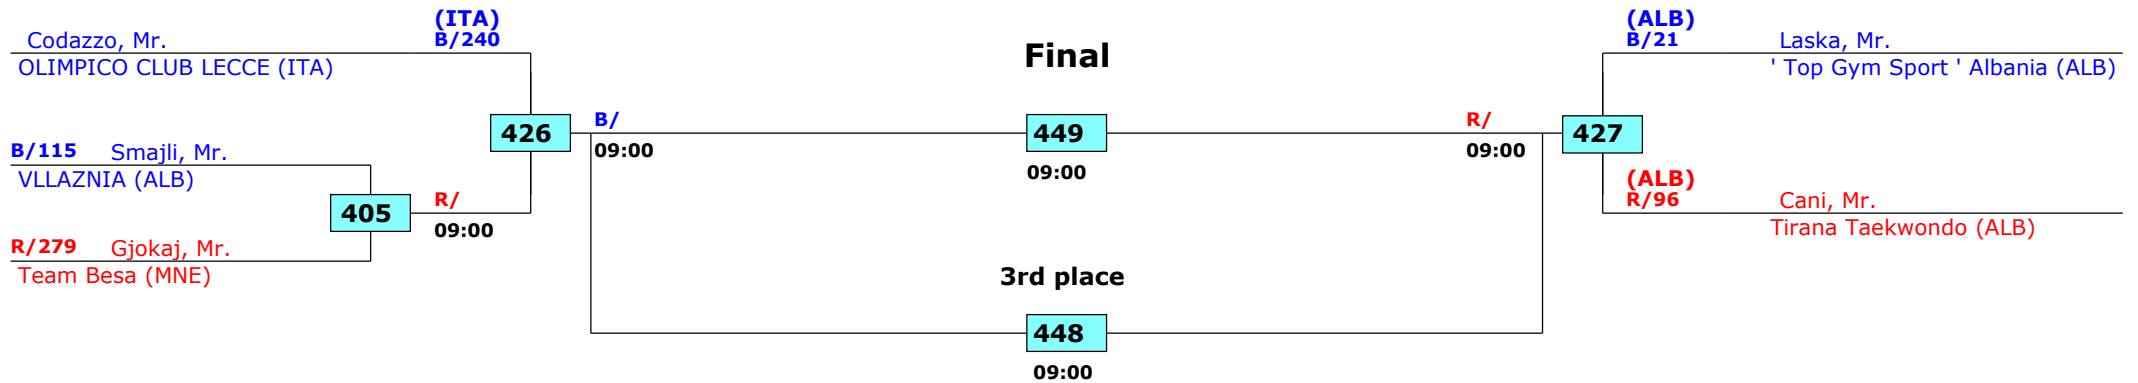 (ITA)
B/240
Codazzo, Mr.
OLIMPICO CLUB LECCE (ITA)
426
B/115 Smajli, Mr.
VLLAZNIA (ALB)
405
R/
09:00
R/279 Gjokaj, Mr.
Team Besa (MNE)
B/
09:00
Final
449
09:00
3rd place
448
09:00
R/
09:00
427
(ALB)
B/21
Laska, Mr.
' Top Gym Sport ' Albania (ALB)
(ALB)
R/96
Cani, Mr.
Tirana Taekwondo (ALB)